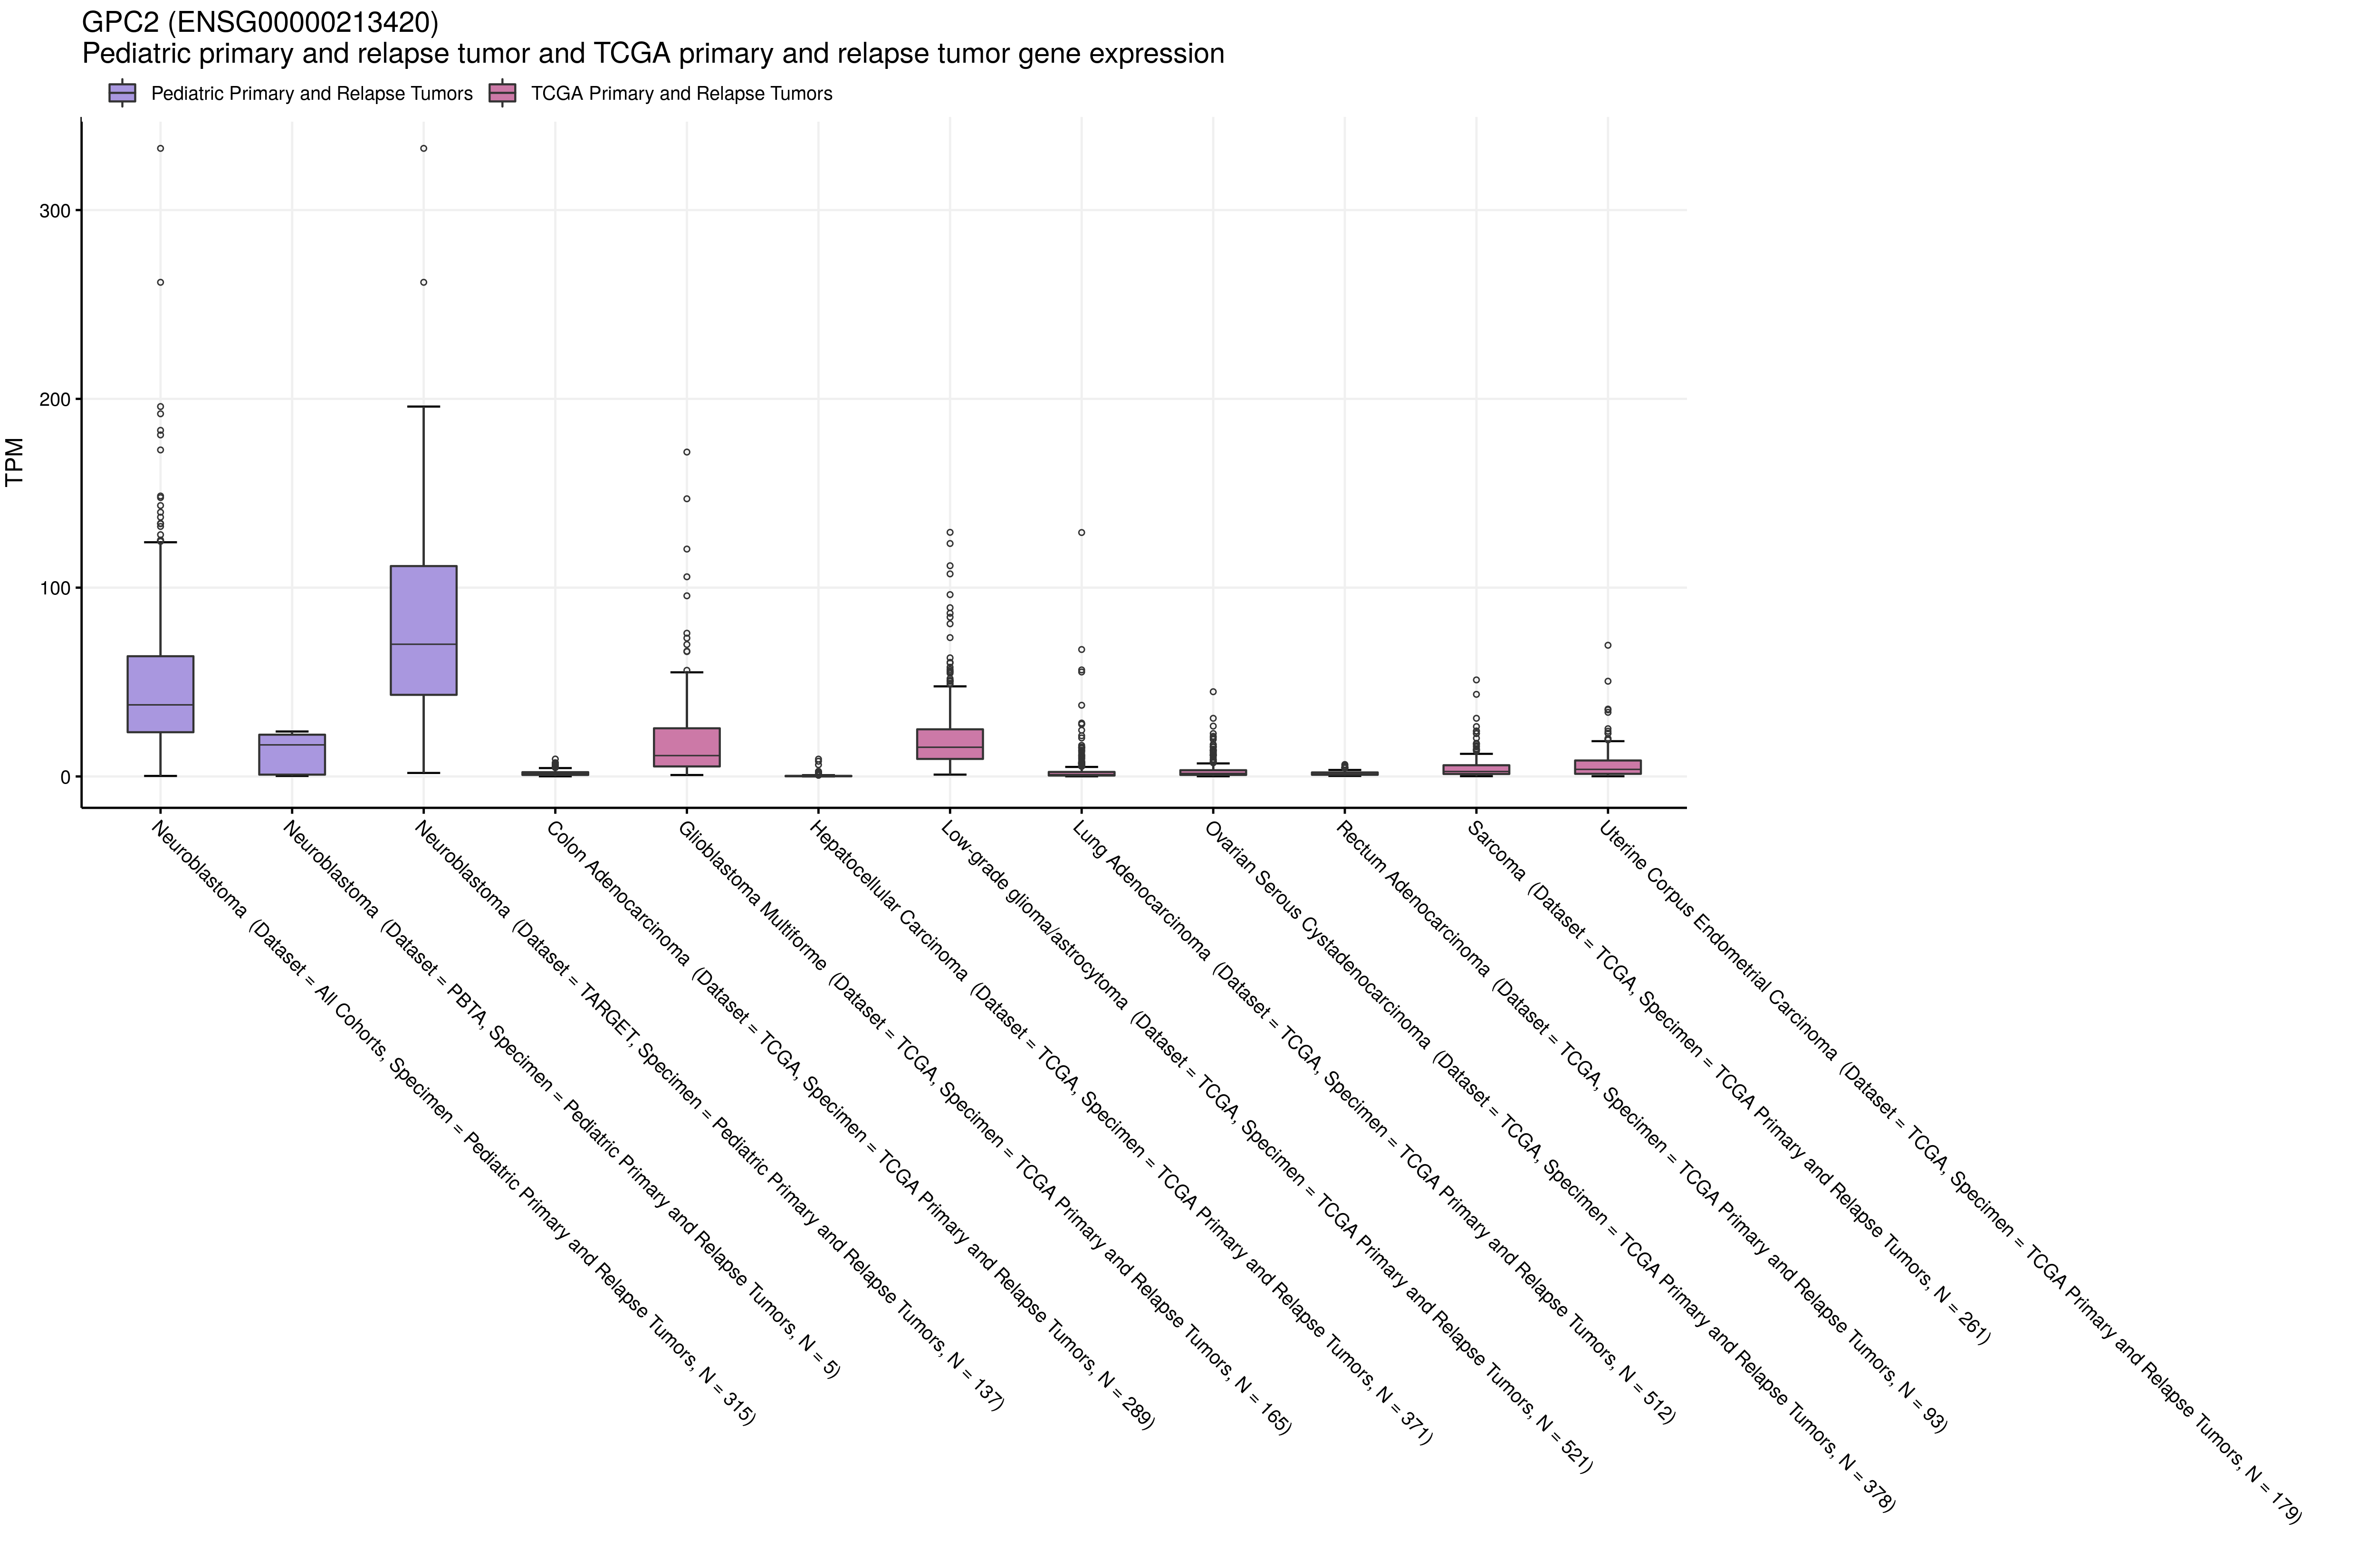 GPC2 (ENSG00000213420)
Pediatric primary and relapse tumor and TCGA primary and relapse tumor gene expression
Pediatric Primary and Relapse Tumors
TCGA Primary and Relapse Tumors
TPM
300
200
100
0
Neuroblastoma (Dataset = All Cohorts, Specimen = Pediatric Primary and Relapse Tumors, N = 315)
Neuroblastoma (Dataset = PBTA, Specimen = Pediatric Primary and Relapse Tumors, N = 5)
Neuroblastoma (Dataset = TARGET, Specimen = Pediatric Primary and Relapse Tumors, N = 137)
Colon Adenocarcinoma (Dataset = TCGA, Specimen = TCGA Primary and Relapse Tumors, N = 289)
Glioblastoma Multiforme (Dataset = TCGA, Specimen = TCGA Primary and Relapse Tumors, N = 165)
Hepatocellular Carcinoma (Dataset = TCGA, Specimen = TCGA Primary and Relapse Tumors, N = 371)
Low-grade glioma/astrocytoma (Dataset = TCGA, Specimen = TCGA Primary and Relapse Tumors, N = 521)
Lung Adenocarcinoma (Dataset = TCGA, Specimen = TCGA Primary and Relapse Tumors, N = 512)
Ovarian Serous Cystadenocarcinoma (Dataset = TCGA, Specimen = TCGA Primary and Relapse Tumors, N = 378)
Rectum Adenocarcinoma (Dataset = TCGA, Specimen = TCGA Primary and Relapse Tumors, N = 93)
Sarcoma (Dataset = TCGA, Specimen = TCGA Primary and Relapse Tumors, N = 261)
Uterine Corpus Endometrial Carcinoma (Dataset = TCGA, Specimen = TCGA Primary and Relapse Tumors, N = 179)